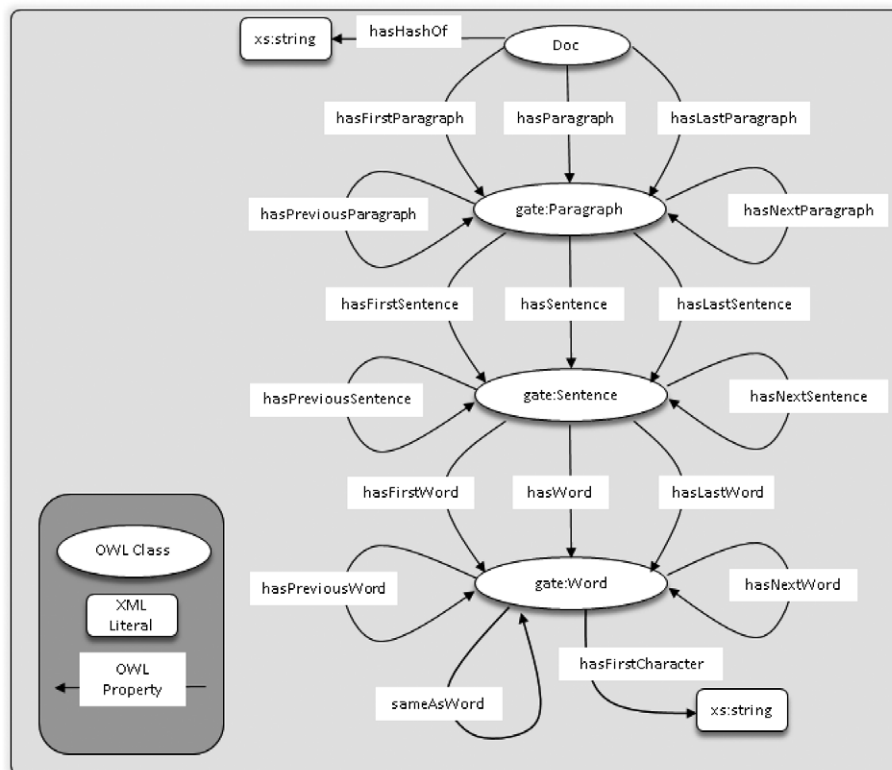 xs:string
hasHashOf
Doc
hasFirstParagraph
hasParagraph
hasLastParagraph
hasPreviousParagraph
gate:Paragraph
hasNextParagraph
hasFirstSentence
hasSentence
hasLastSentence
hasPreviousSentence
gate:Sentence
hasNextSentence
hasFirstWord
hasWord
hasLastWord
OWL Class
hasPreviousWord
gate:Word
hasNextWord
XML
Literal
hasFirstCharacter
OWL
Property
sameAsWord
xs:string